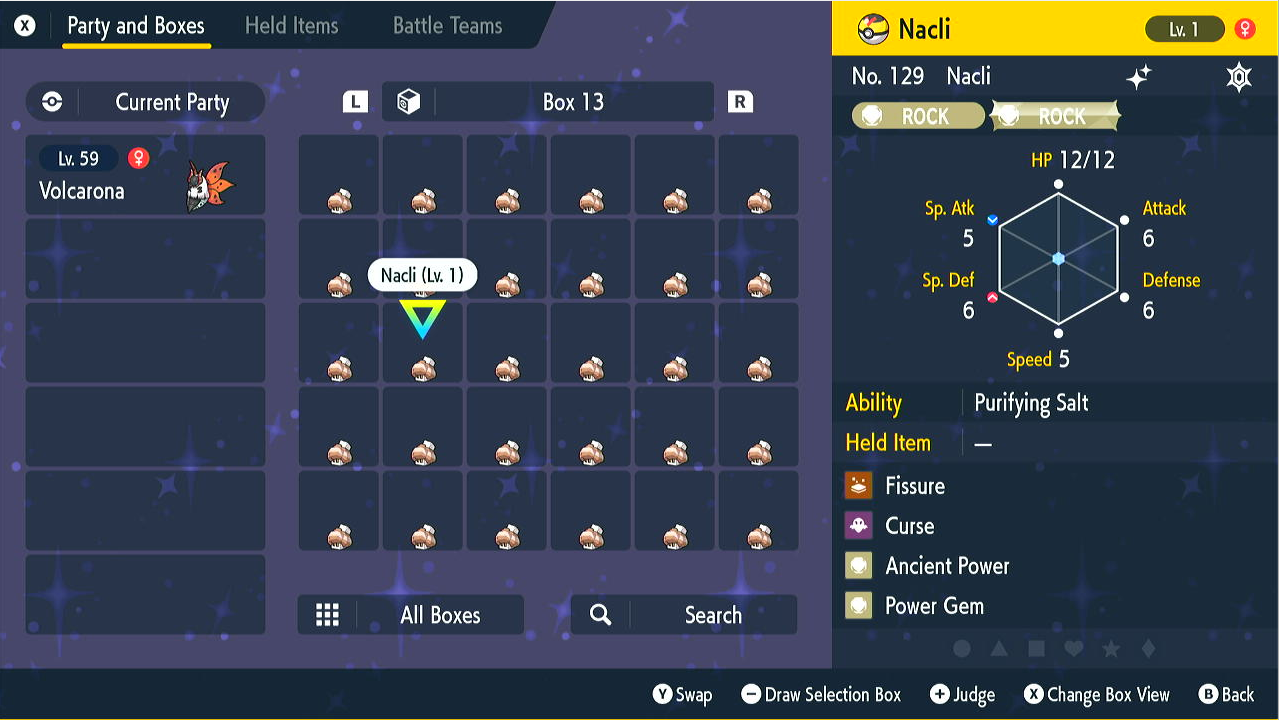 X Party and Boxes Held Items Battle Teams
Nacli Lv. 1
No. 129 Nacli
Current Party L Box 13 R
ROCK ROCK
Lv. 59
Volcarona
HP 12/12
Sp. Atk 5
Attack 6
Sp. Def 6
Defense 6
Speed 5
Nacli (Lv. 1)
Ability Purifying Salt
Held Item —
Fissure
Curse
Ancient Power
Power Gem
All Boxes Search
Y Swap − Draw Selection Box + Judge X Change Box View B Back